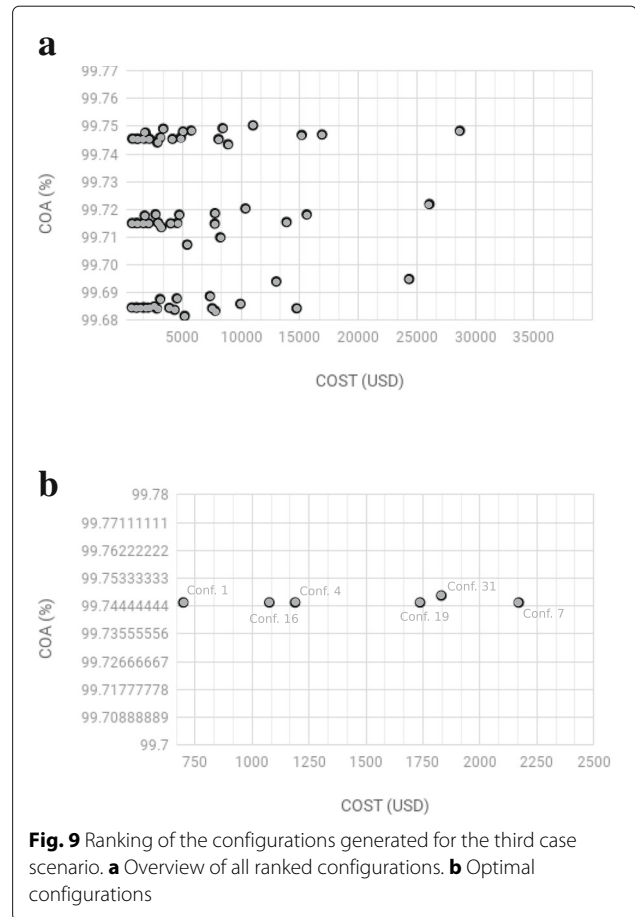 a
99.77
99.76
99.75
99.74
99.73
99.72
99.71
99.70
99.69
99.68
COA (%)
5000 10000 15000 20000 25000 30000 35000
COST (USD)
b
99.78
99.77111111
99.76222222
99.75333333
99.74444444
99.73555556
99.72666667
99.71777778
99.70888889
99.7
COA (%)
Conf. 1
Conf. 16
Conf. 4
Conf. 19
Conf. 31
Conf. 7
750 1000 1250 1500 1750 2000 2250 2500
COST (USD)
Fig. 9 Ranking of the configurations generated for the third case
scenario. a Overview of all ranked configurations. b Optimal
configurations